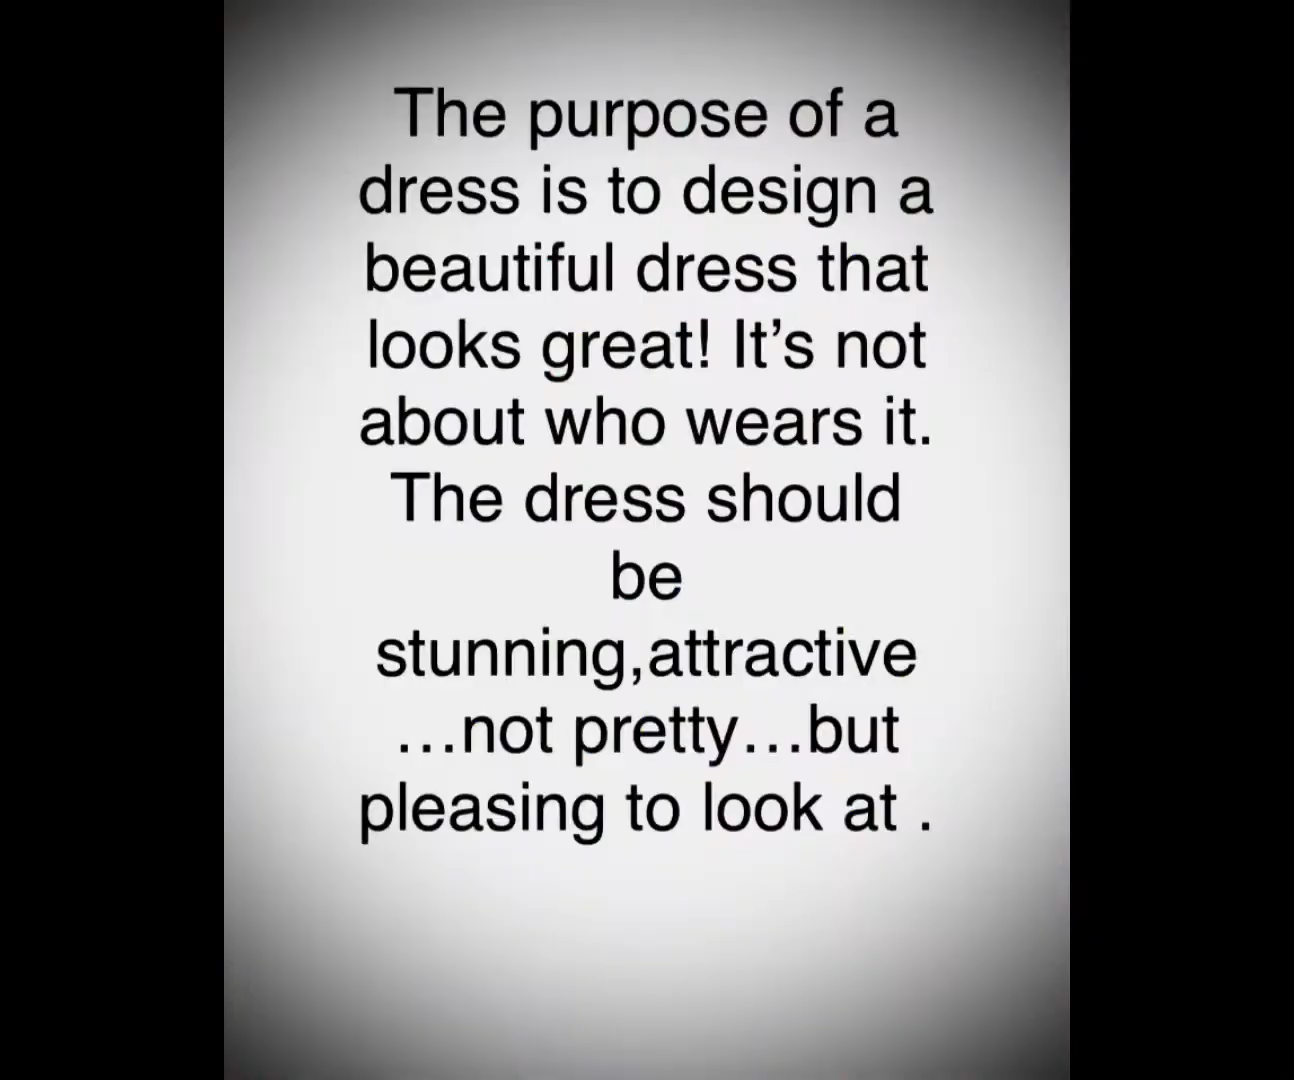 The purpose of a
dress is to design a
beautiful dress that
looks great! It’s not
about who wears it.
The dress should
be
stunning,attractive
…not pretty…but
pleasing to look at .